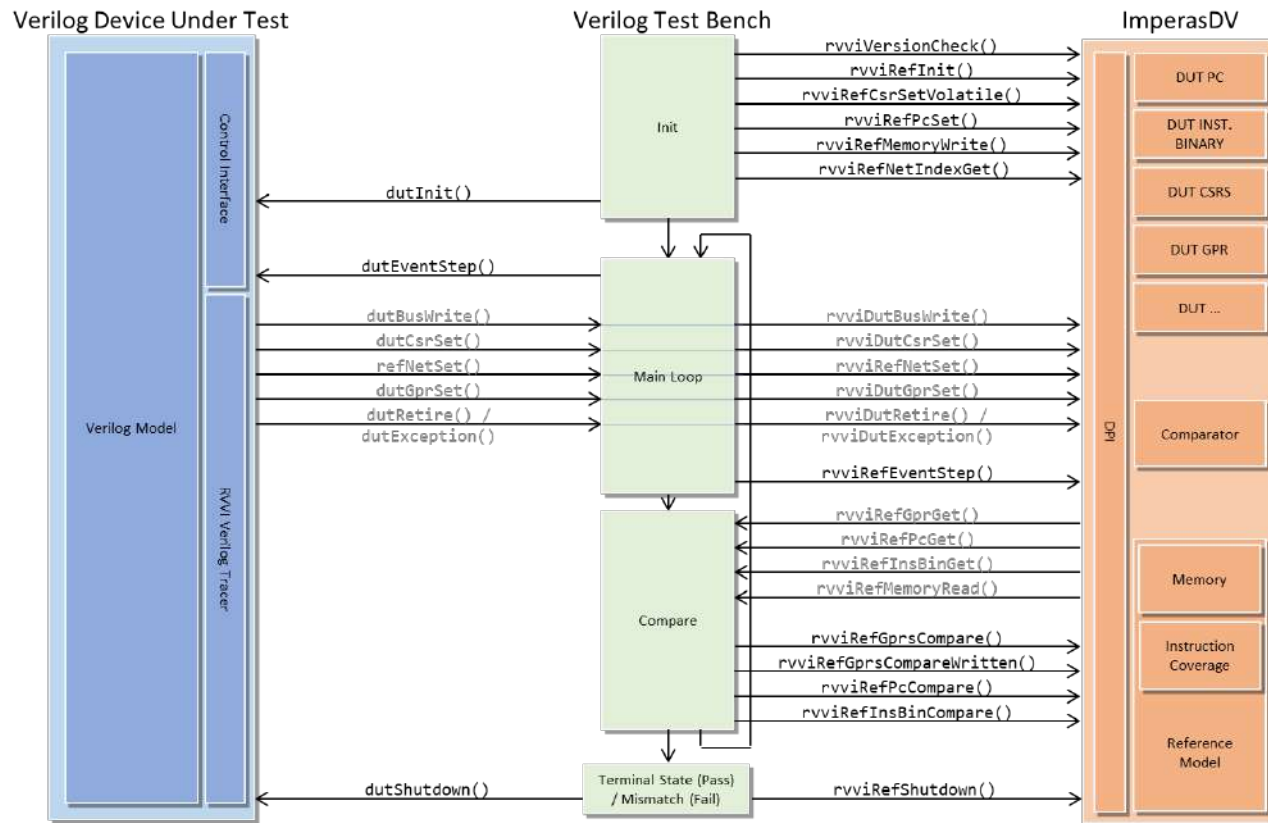 Verilog Device Under Test
Verilog Test Bench
ImperasDV
Verilog Model
Control Interface
RVVI Verilog Tracer
dutInit()
dutEventStep()
dutBusWrite()
dutCsrSet()
refNetSet()
dutGprSet()
dutRetire() /
dutException()
dutShutdown()
Init
Main Loop
Compare
Terminal State (Pass)
/ Mismatch (Fail)
rvviVersionCheck()
rvviRefInit()
rvviRefCsrSetVolatile()
rvviRefPcSet()
rvviRefMemoryWrite()
rvviRefNetIndexGet()
rvviDutBusWrite()
rvviDutCsrSet()
rvviRefNetSet()
rvviDutGprSet()
rvviDutRetire() /
rvviDutException()
rvviRefEventStep()
rvviRefGprGet()
rvviRefPcGet()
rvviRefInsBinGet()
rvviRefMemoryRead()
rvviRefGprsCompare()
rvviRefGprsCompareWritten()
rvviRefPcCompare()
rvviRefInsBinCompare()
rvviRefShutdown()
DPI
DUT PC
DUT INST.
BINARY
DUT CSRS
DUT GPR
DUT ...
Comparator
Memory
Instruction
Coverage
Reference
Model